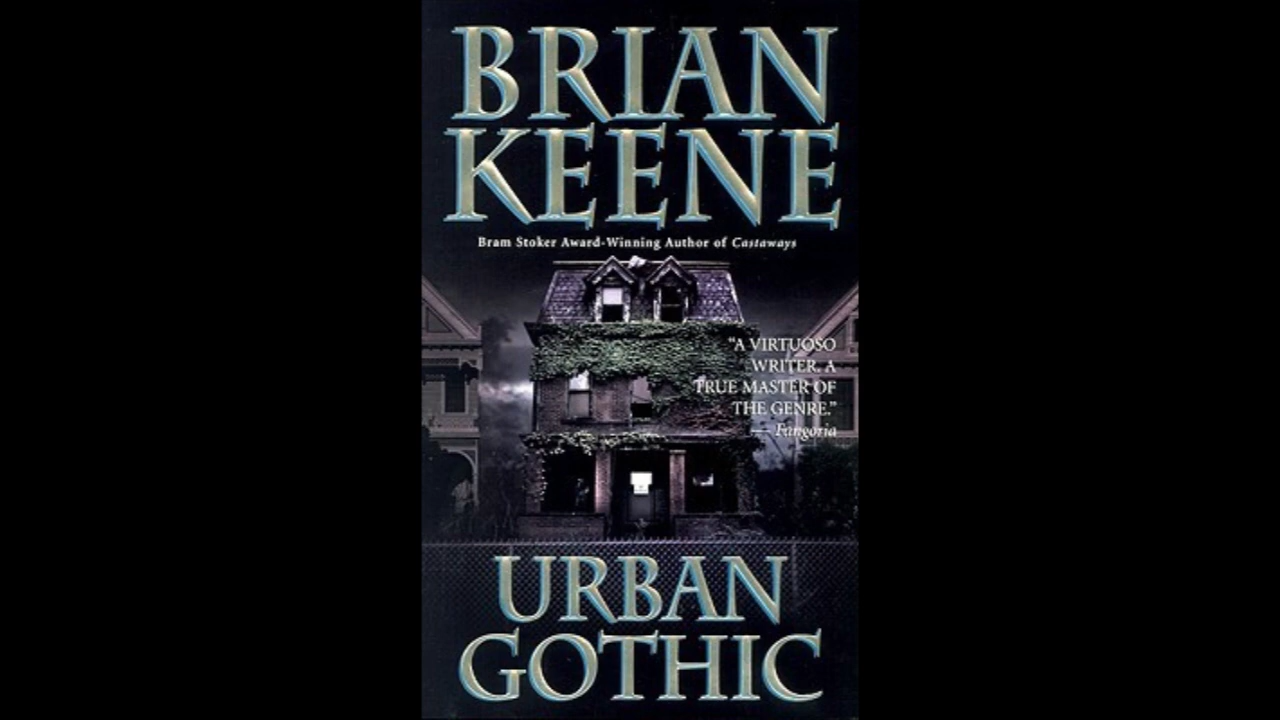 BRIAN
KEENE
Bram Stoker Award-Winning Author of Castaways
"A VIRTUOSO
WRITER. A
TRUE MASTER OF
THE GENRE."
— Fangoria
URBAN
GOTHIC